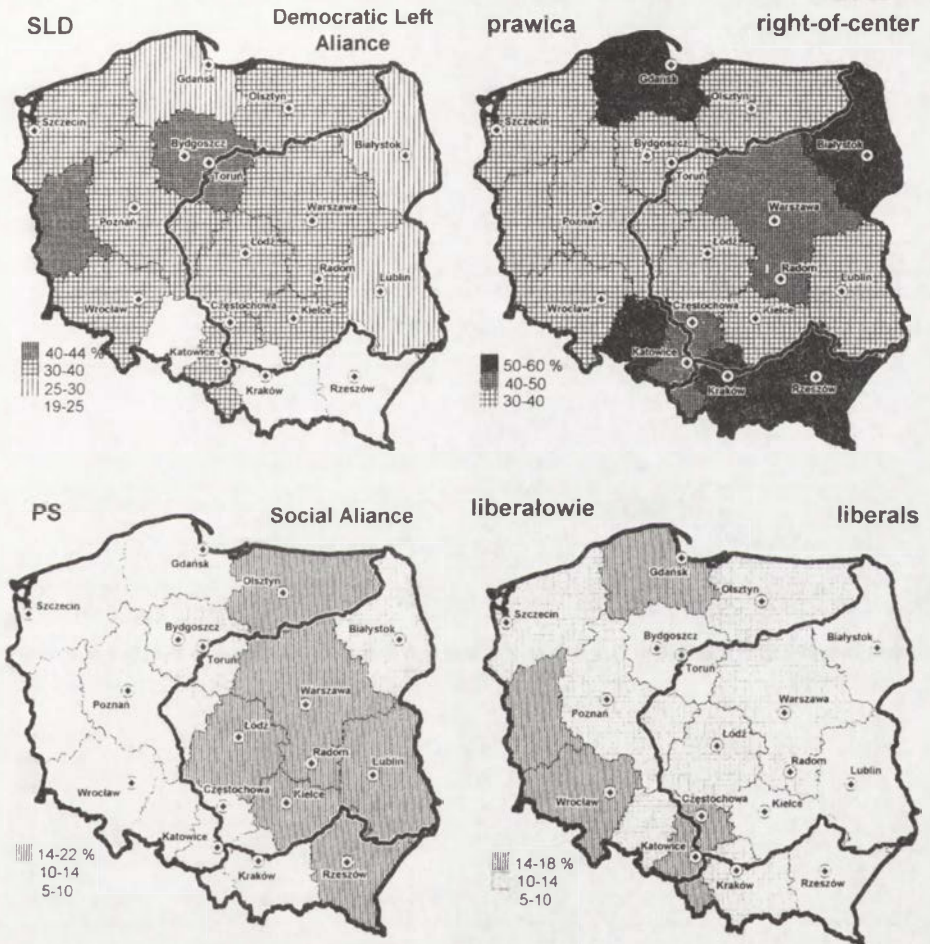 SLD
Democratic Left
Aliance
Gdańsk
Olsztyn
Szczecin
Bydgoszcz
Białystok
Toruń
Poznań
Warszawa
Łódź
Radom
Lublin
Wrocław
Częstochowa
Kielce
Katowice
Kraków
Rzeszów
40-44 %
30-40
25-30
19-25
prawica
right-of-center
Gdańsk
Olsztyn
Szczecin
Bydgoszcz
Białystok
Toruń
Poznań
Warszawa
Łódź
Radom
Lublin
Wrocław
Częstochowa
Kielce
Katowice
Kraków
Rzeszów
50-60 %
40-50
30-40
PS
Social Aliance
Gdańsk
Olsztyn
Szczecin
Bydgoszcz
Białystok
Toruń
Poznań
Warszawa
Łódź
Radom
Lublin
Wrocław
Częstochowa
Kielce
Katowice
Kraków
Rzeszów
14-22 %
10-14
5-10
liberałowie
liberals
Gdańsk
Olsztyn
Szczecin
Bydgoszcz
Białystok
Toruń
Poznań
Warszawa
Łódź
Radom
Lublin
Wrocław
Częstochowa
Kielce
Katowice
Kraków
Rzeszów
14-18 %
10-14
5-10